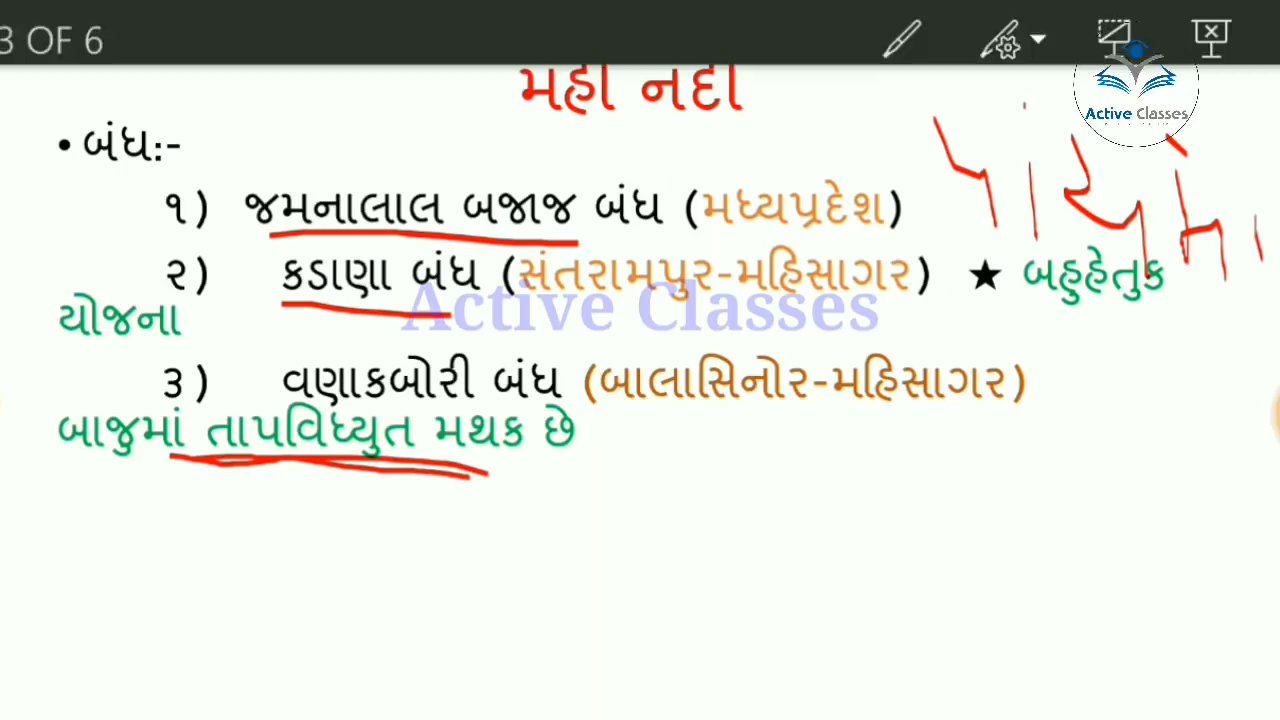 3 OF 6
મહી નદી
Active Classes
• બંધ:-
૧) જમનાલાલ બજાજ બંધ (મધ્યપ્રદેશ)
૨) કડાણા બંધ (સંતરામપુર-મહિસાગર) ★ બહુહેતુક
યોજના
Active Classes
૩) વણાકબોરી બંધ (બાલાસિનોર-મહિસાગર)
બાજુમાં તાપવિધ્યુત મથક છે